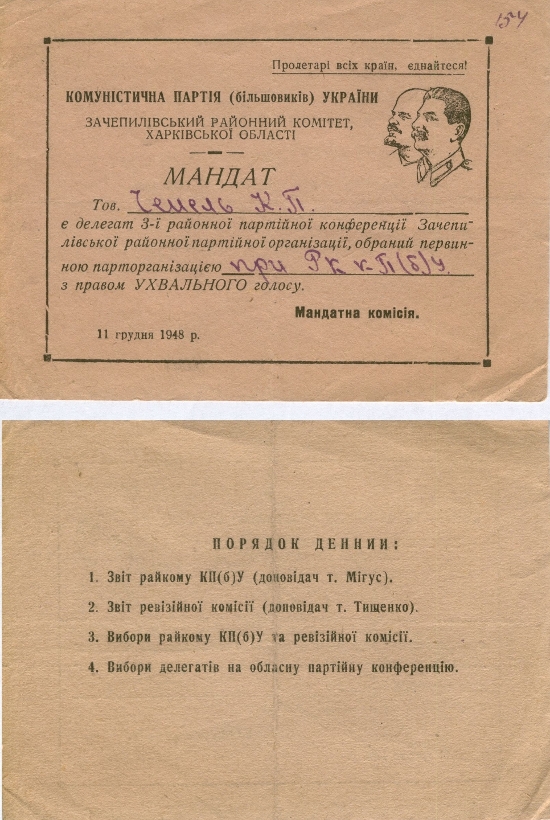 154
Пролетарі всіх країн, єднайтеся!
КОМУНІСТИЧНА ПАРТІЯ (більшовиків) УКРАЇНИ
ЗАЧЕПИЛІВСЬКИЙ РАЙОННИЙ КОМІТЕТ,
ХАРКІВСЬКОЇ ОБЛАСТІ
МАНДАТ
Тов. К.П.
є делегат 3-ї районної партійної конференції Зачепи-
лівської районної партійної організації, обраний первин-
ною парторганізацією при РК КП(б)У
з правом УХВАЛЬНОГО гдлосу.
Мандатна комісія.
11 грудня 1948 р.
ПОРЯДОК ДЕННИИ:
1. Звіт райкому КП(б)У (доповідач т. Мігус).
2. Звіт ревізійної комісії (доповідач т. Тищенко).
3. Вибори райкому КП(б)У та ревізійної комісії.
4. Вибори делегатів на обласну партійну конференцію.